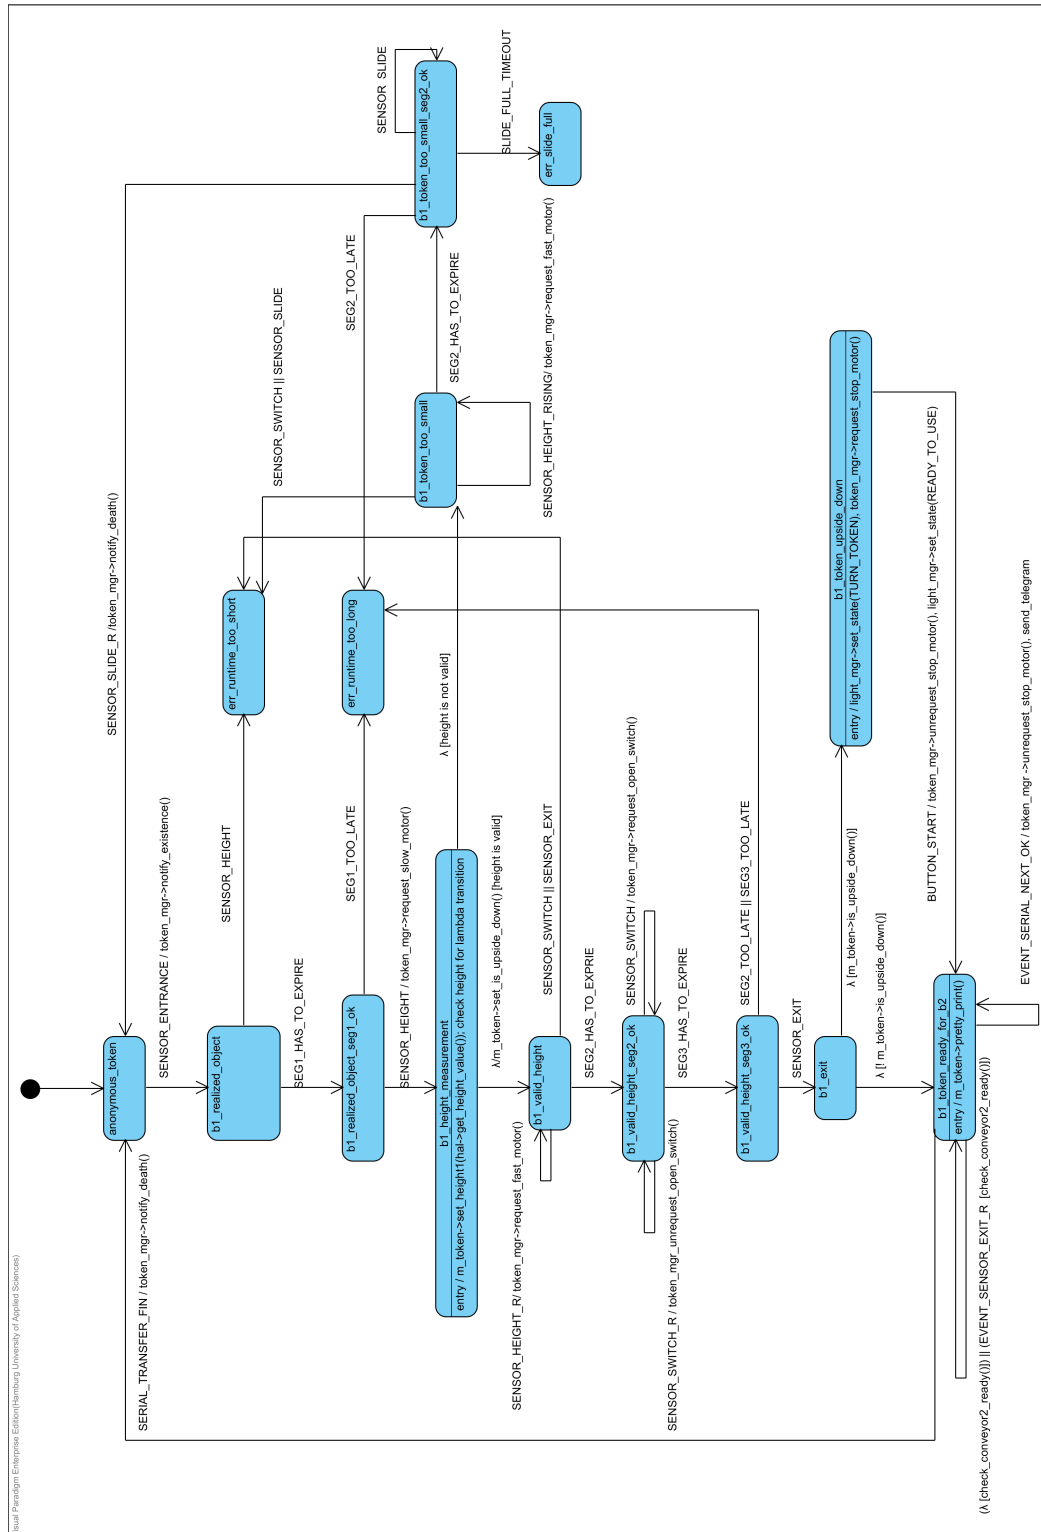 isual Paradigm Enterprise Edition(Hamburg University of Applied Sciences)
anonymous_token
SERIAL_TRANSFER_FIN / token_mgr->notify_death()
SENSOR_SLIDE_R /token_mgr->notify_death()
SENSOR_ENTRANCE / token_mgr->notify_existence()
b1_realized_object
SENSOR_HEIGHT
err_runtime_too_short
SENSOR_SWITCH || SENSOR_SLIDE
SEG1_HAS_TO_EXPIRE
b1_realized_object_seg1_ok
SEG1_TOO_LATE
err_runtime_too_long
SEG2_TOO_LATE
SENSOR SLIDE
SENSOR_HEIGHT / token_mgr->request_slow_motor()
b1_height_measurement
entry / m_token->set_height1(hal->get_height_value()); check height for lambda transition
λ [height is not valid]
b1_token_too_small
SEG2_HAS_TO_EXPIRE
b1_token_too_small_seg2_ok
SLIDE_FULL_TIMEOUT
err_slide_full
SENSOR_HEIGHT_RISING/ token_mgr->request_fast_motor()
λ/m_token->set_is_upside_down() [height is valid]
SENSOR_HEIGHT_R/ token_mgr->request_fast_motor()
b1_valid_height
SENSOR_SWITCH || SENSOR_EXIT
SEG2_HAS_TO_EXPRIE
b1_valid_height_seg2_ok
SENSOR_SWITCH / token_mgr->request_open_switch()
SENSOR_SWITCH_R / token_mgr_unrequest_open_switch()
SEG3_HAS_TO_EXPIRE
b1_valid_height_seg3_ok
SEG2_TOO_LATE || SEG3_TOO_LATE
SENSOR_EXIT
b1_exit
λ [m_token->is_upside_down()]
b1_token_upside_down
entry / light_mgr->set_state(TURN_TOKEN), token_mgr->request_stop_motor()
λ [! m_token->is_upside_down()]
BUTTON_START / token_mgr->unrequest_stop_motor(), light_mgr->set_state(READY_TO_USE)
b1_token_ready_for_b2
entry / m_token->pretty_print()
(λ [check_conveyor2_ready()]) || (EVENT_SENSOR_EXIT_R [check_conveyor2_ready()])
EVENT_SERIAL_NEXT_OK / token_mgr ->unrequest_stop_motor(), send_telegram